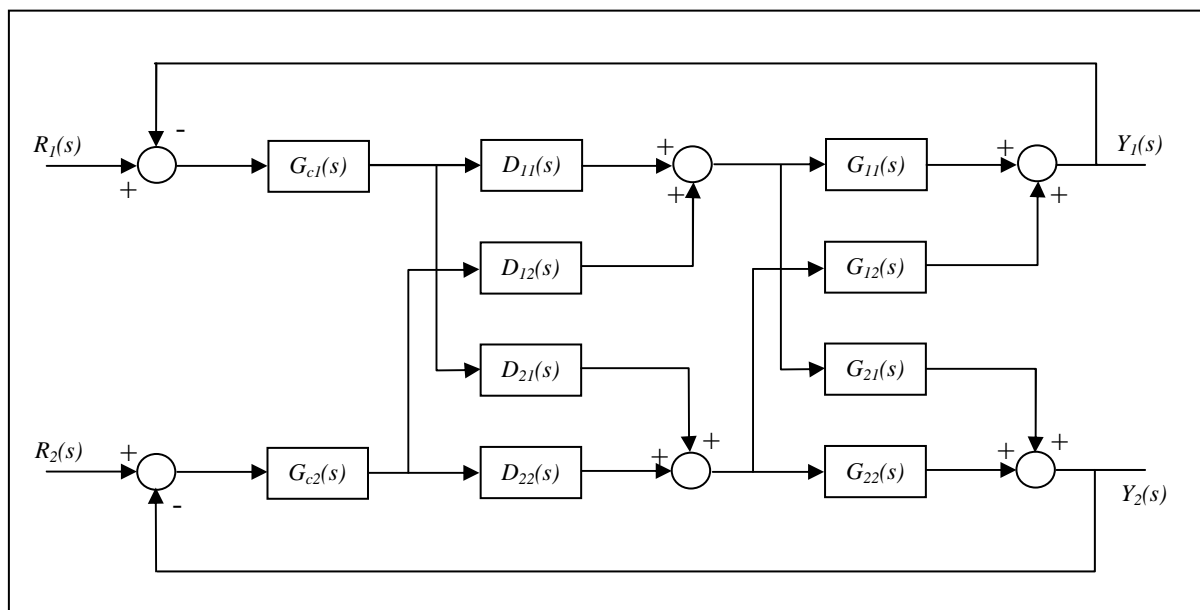 -
R1(s)
+
Gc1(s)
D11(s)
+
+
G11(s)
+
+
Y1(s)
D12(s)
G12(s)
D21(s)
G21(s)
R2(s)
+
-
Gc2(s)
D22(s)
+
+
G22(s)
+
+
Y2(s)